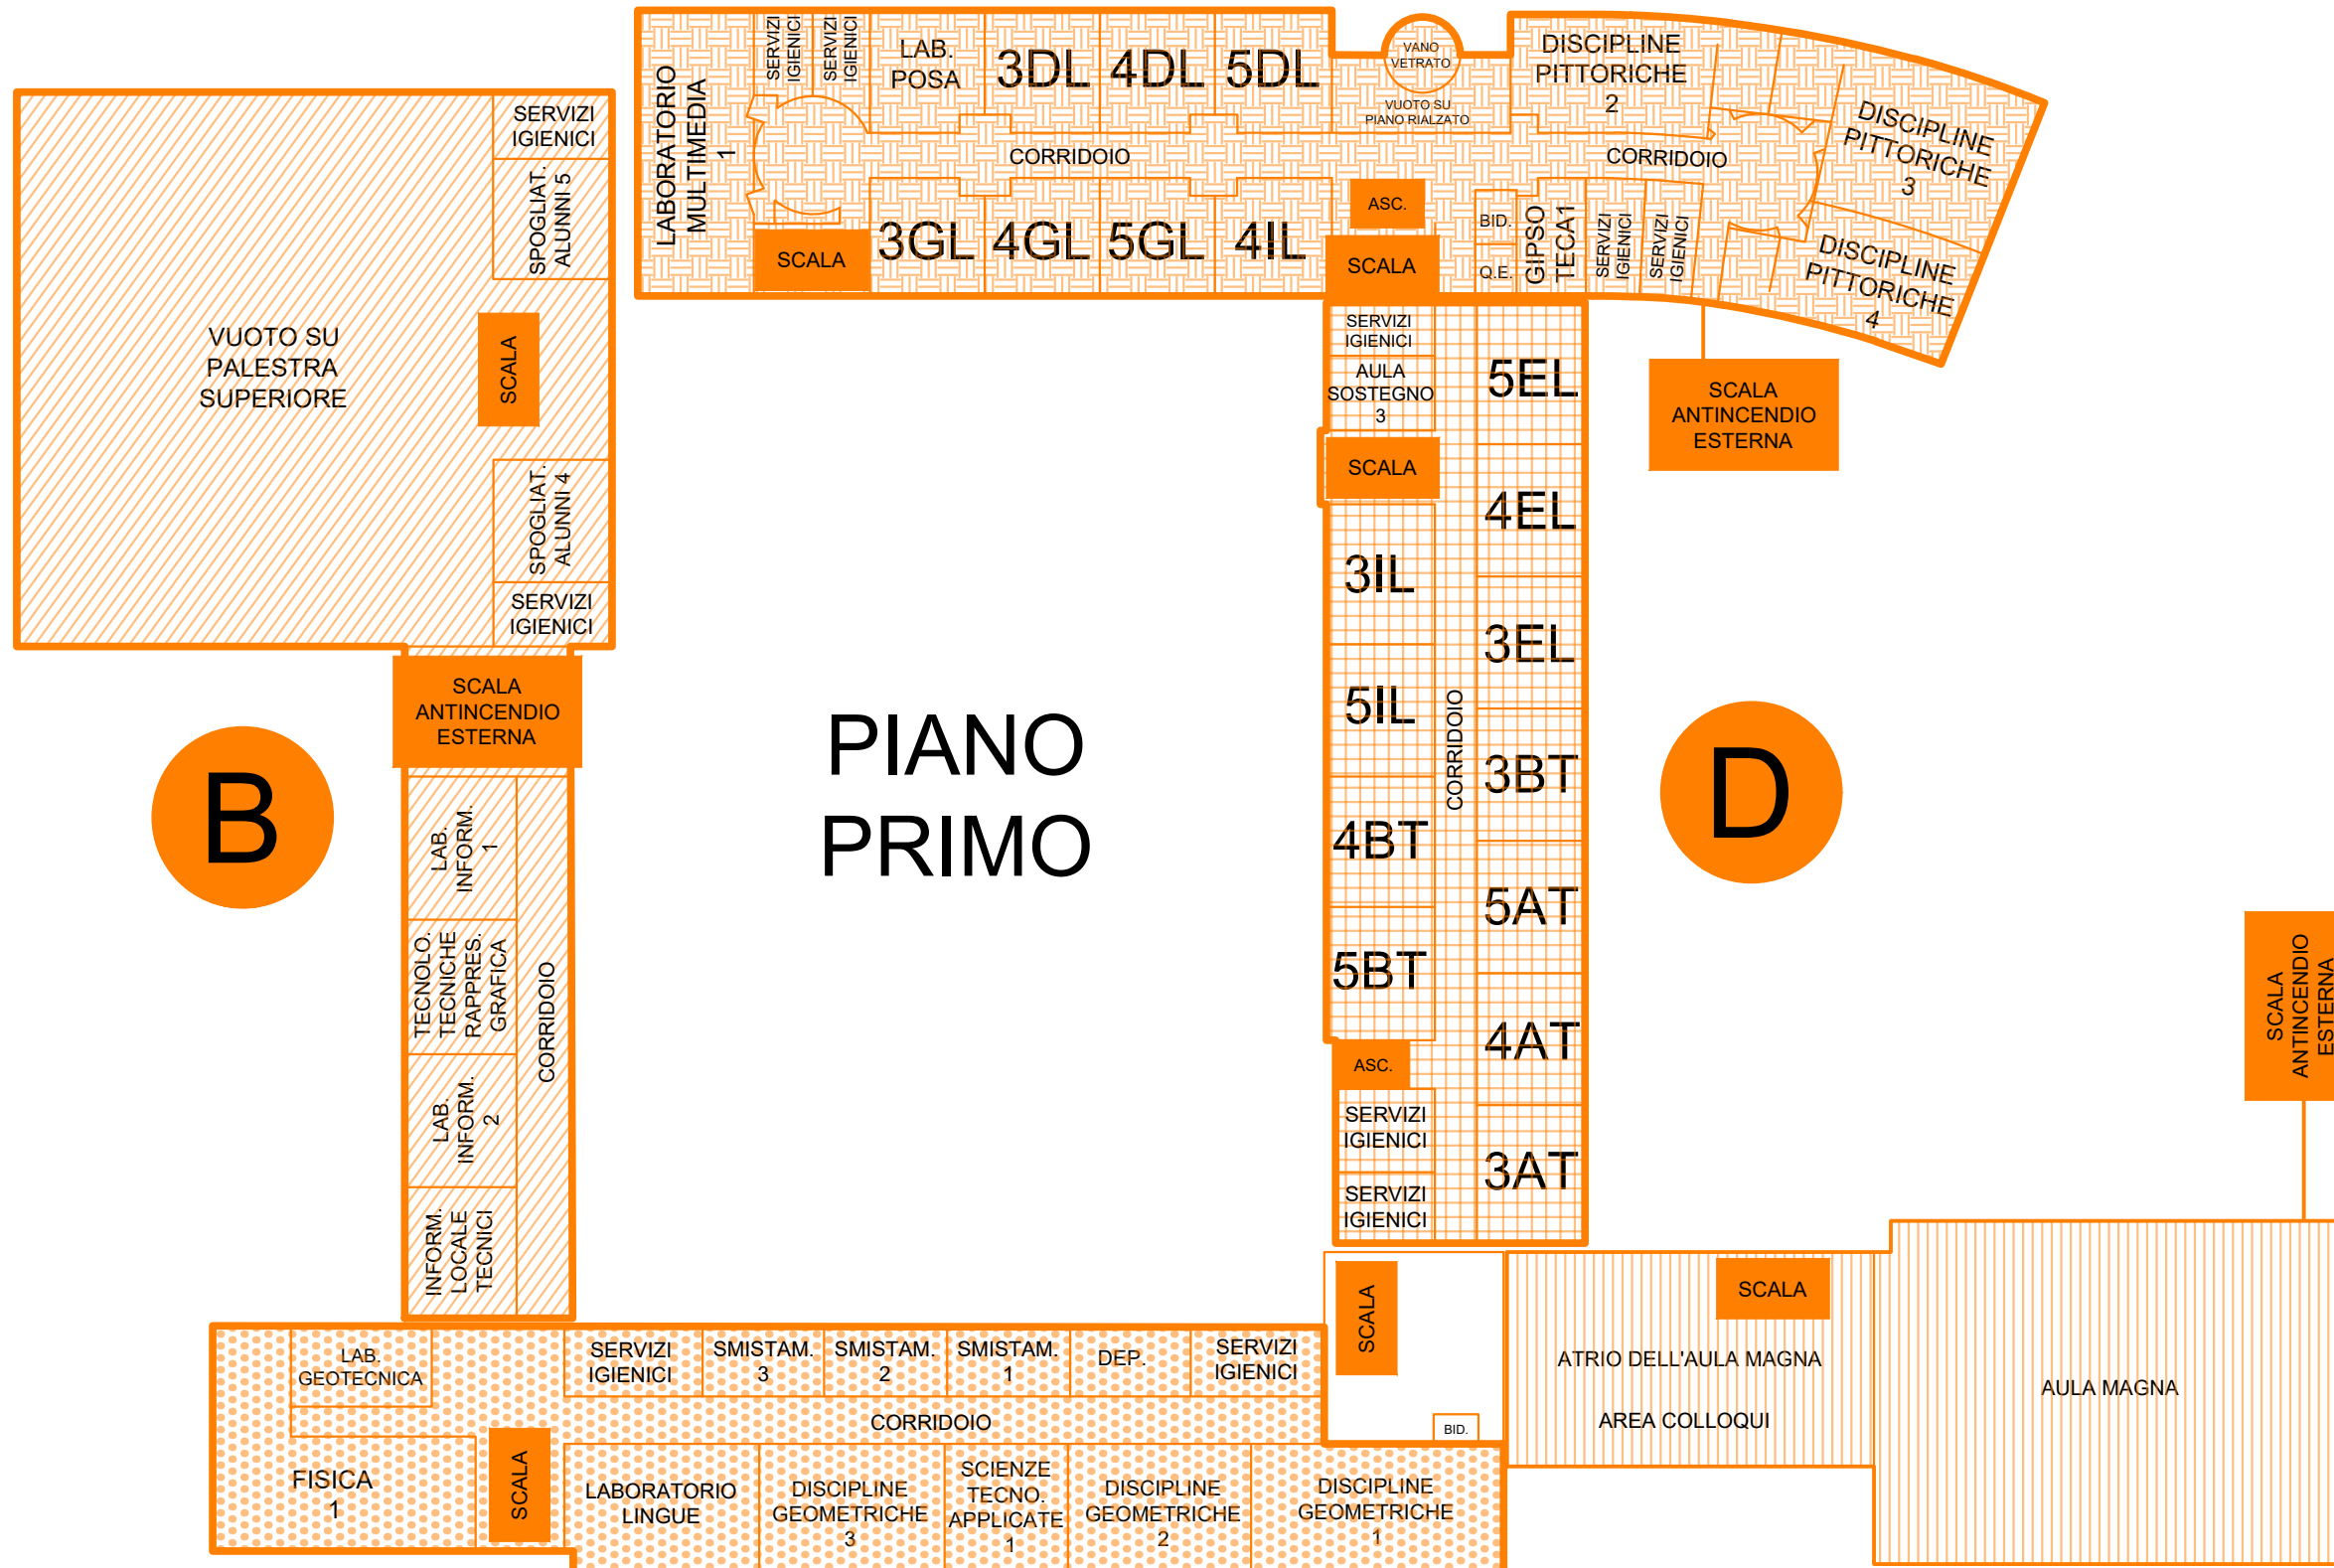 LABORATORIO
MULTIMEDIA
1
SERVIZI
IGIENICI
SERVIZI
IGIENICI
LAB.
POSA
3DL
4DL
5DL
VANO
VETRATO
VUOTO SU
PIANO RIALZATO
DISCIPLINE
PITTORICHE
2
DISCIPLINE
PITTORICHE
3
DISCIPLINE
PITTORICHE
4
CORRIDOIO
CORRIDOIO
SCALA
3GL
4GL
5GL
4IL
ASC.
SCALA
BID.
Q.E.
GIPSO
TECA1
SERVIZI
IGIENICI
SERVIZI
IGIENICI
SCALA
ANTINCENDIO
ESTERNA
SERVIZI
IGIENICI
SPOGLIAT.
ALUNNI 5
VUOTO SU
PALESTRA
SUPERIORE
SCALA
SPOGLIAT.
ALUNNI 4
SERVIZI
IGIENICI
SCALA
ANTINCENDIO
ESTERNA
B
LAB.
INFORM.
1
TECNOLO.
TECNICHE
RAPPRES.
GRAFICA
LAB.
INFORM.
2
INFORM.
LOCALE
TECNICI
CORRIDOIO
PIANO
PRIMO
SERVIZI
IGIENICI
AULA
SOSTEGNO
3
SCALA
3IL
5IL
4BT
5BT
ASC.
SERVIZI
IGIENICI
SERVIZI
IGIENICI
CORRIDOIO
5EL
4EL
3EL
3BT
5AT
4AT
3AT
D
SCALA
ANTINCENDIO
ESTERNA
SCALA
BID.
SCALA
ATRIO DELL'AULA MAGNA
AREA COLLOQUI
AULA MAGNA
LAB.
GEOTECNICA
SERVIZI
IGIENICI
SMISTAM.
3
SMISTAM.
2
SMISTAM.
1
DEP.
SERVIZI
IGIENICI
CORRIDOIO
FISICA
1
SCALA
LABORATORIO
LINGUE
DISCIPLINE
GEOMETRICHE
3
SCIENZE
TECNO.
APPLICATE
1
DISCIPLINE
GEOMETRICHE
2
DISCIPLINE
GEOMETRICHE
1